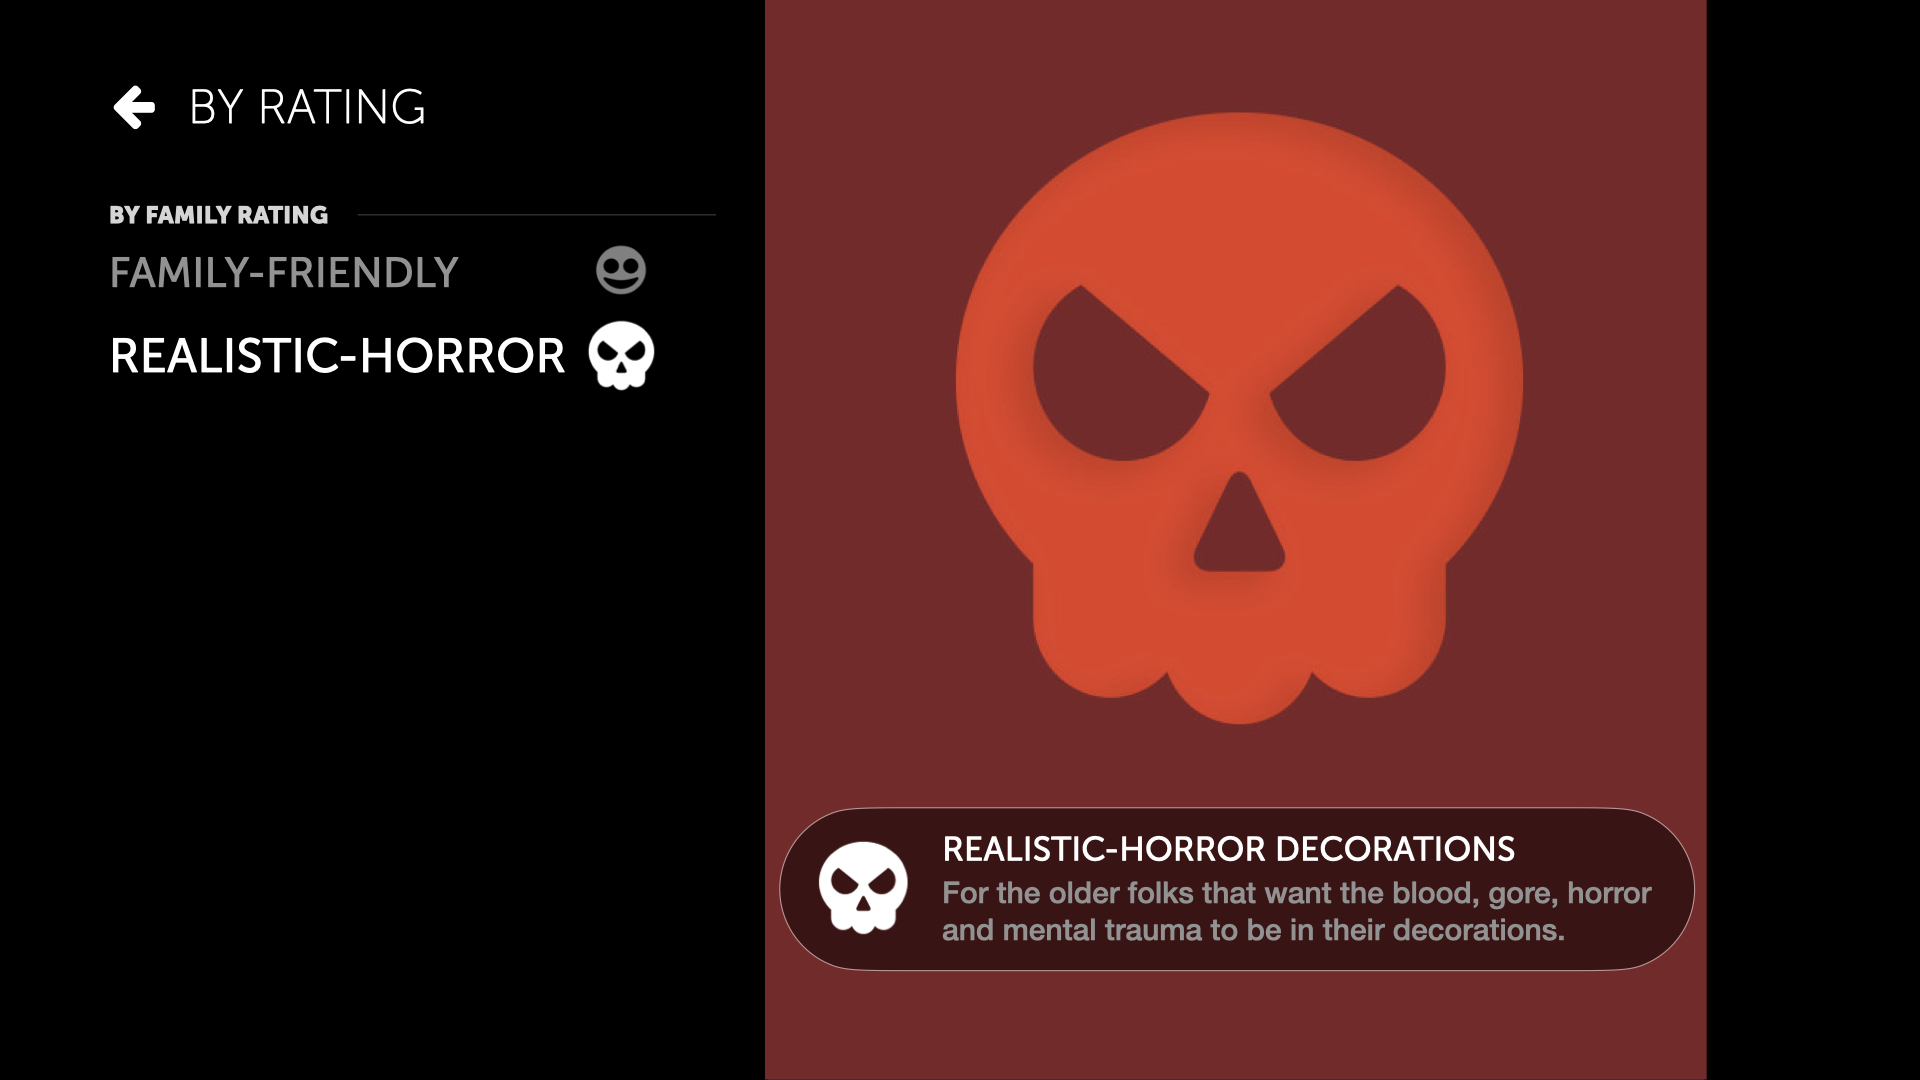 BY RATING
BY FAMILY RATING
FAMILY-FRIENDLY
REALISTIC-HORROR
REALISTIC-HORROR DECORATIONS
For the older folks that want the blood, gore, horror
and mental trauma to be in their decorations.